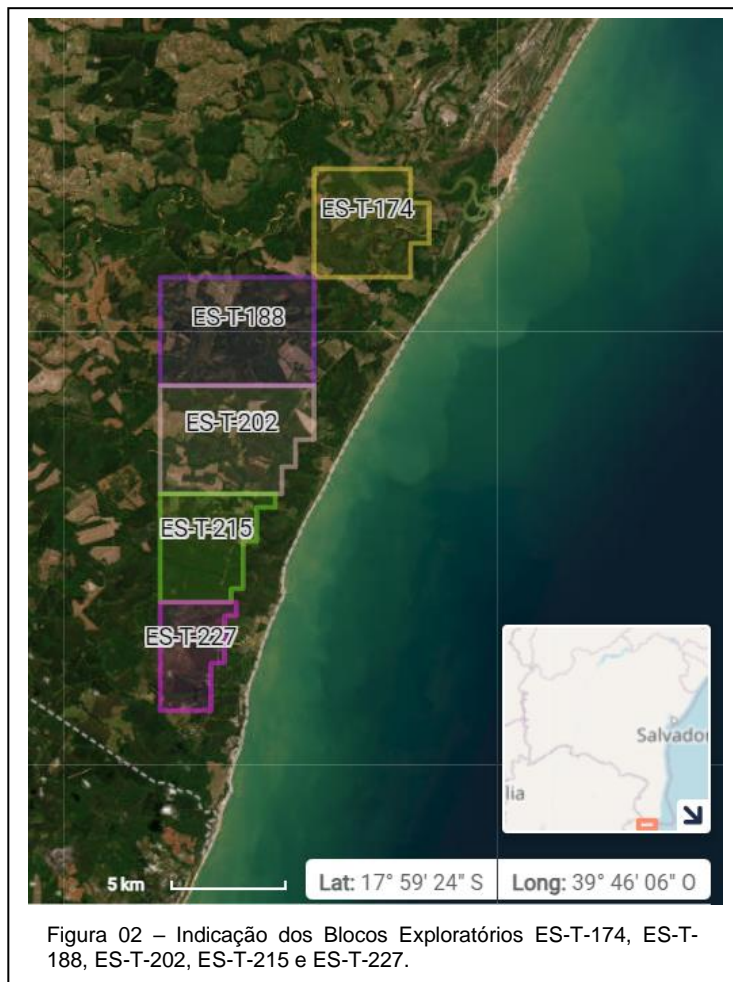 ES-T-174
ES-T-188
ES-T-202
ES-T-215
ES-T-227
Salvador
lia
5 km
Lat: 17° 59' 24" S
Long: 39° 46' 06" O
Figura 02 – Indicação dos Blocos Exploratórios ES-T-174, ES-T-
188, ES-T-202, ES-T-215 e ES-T-227.